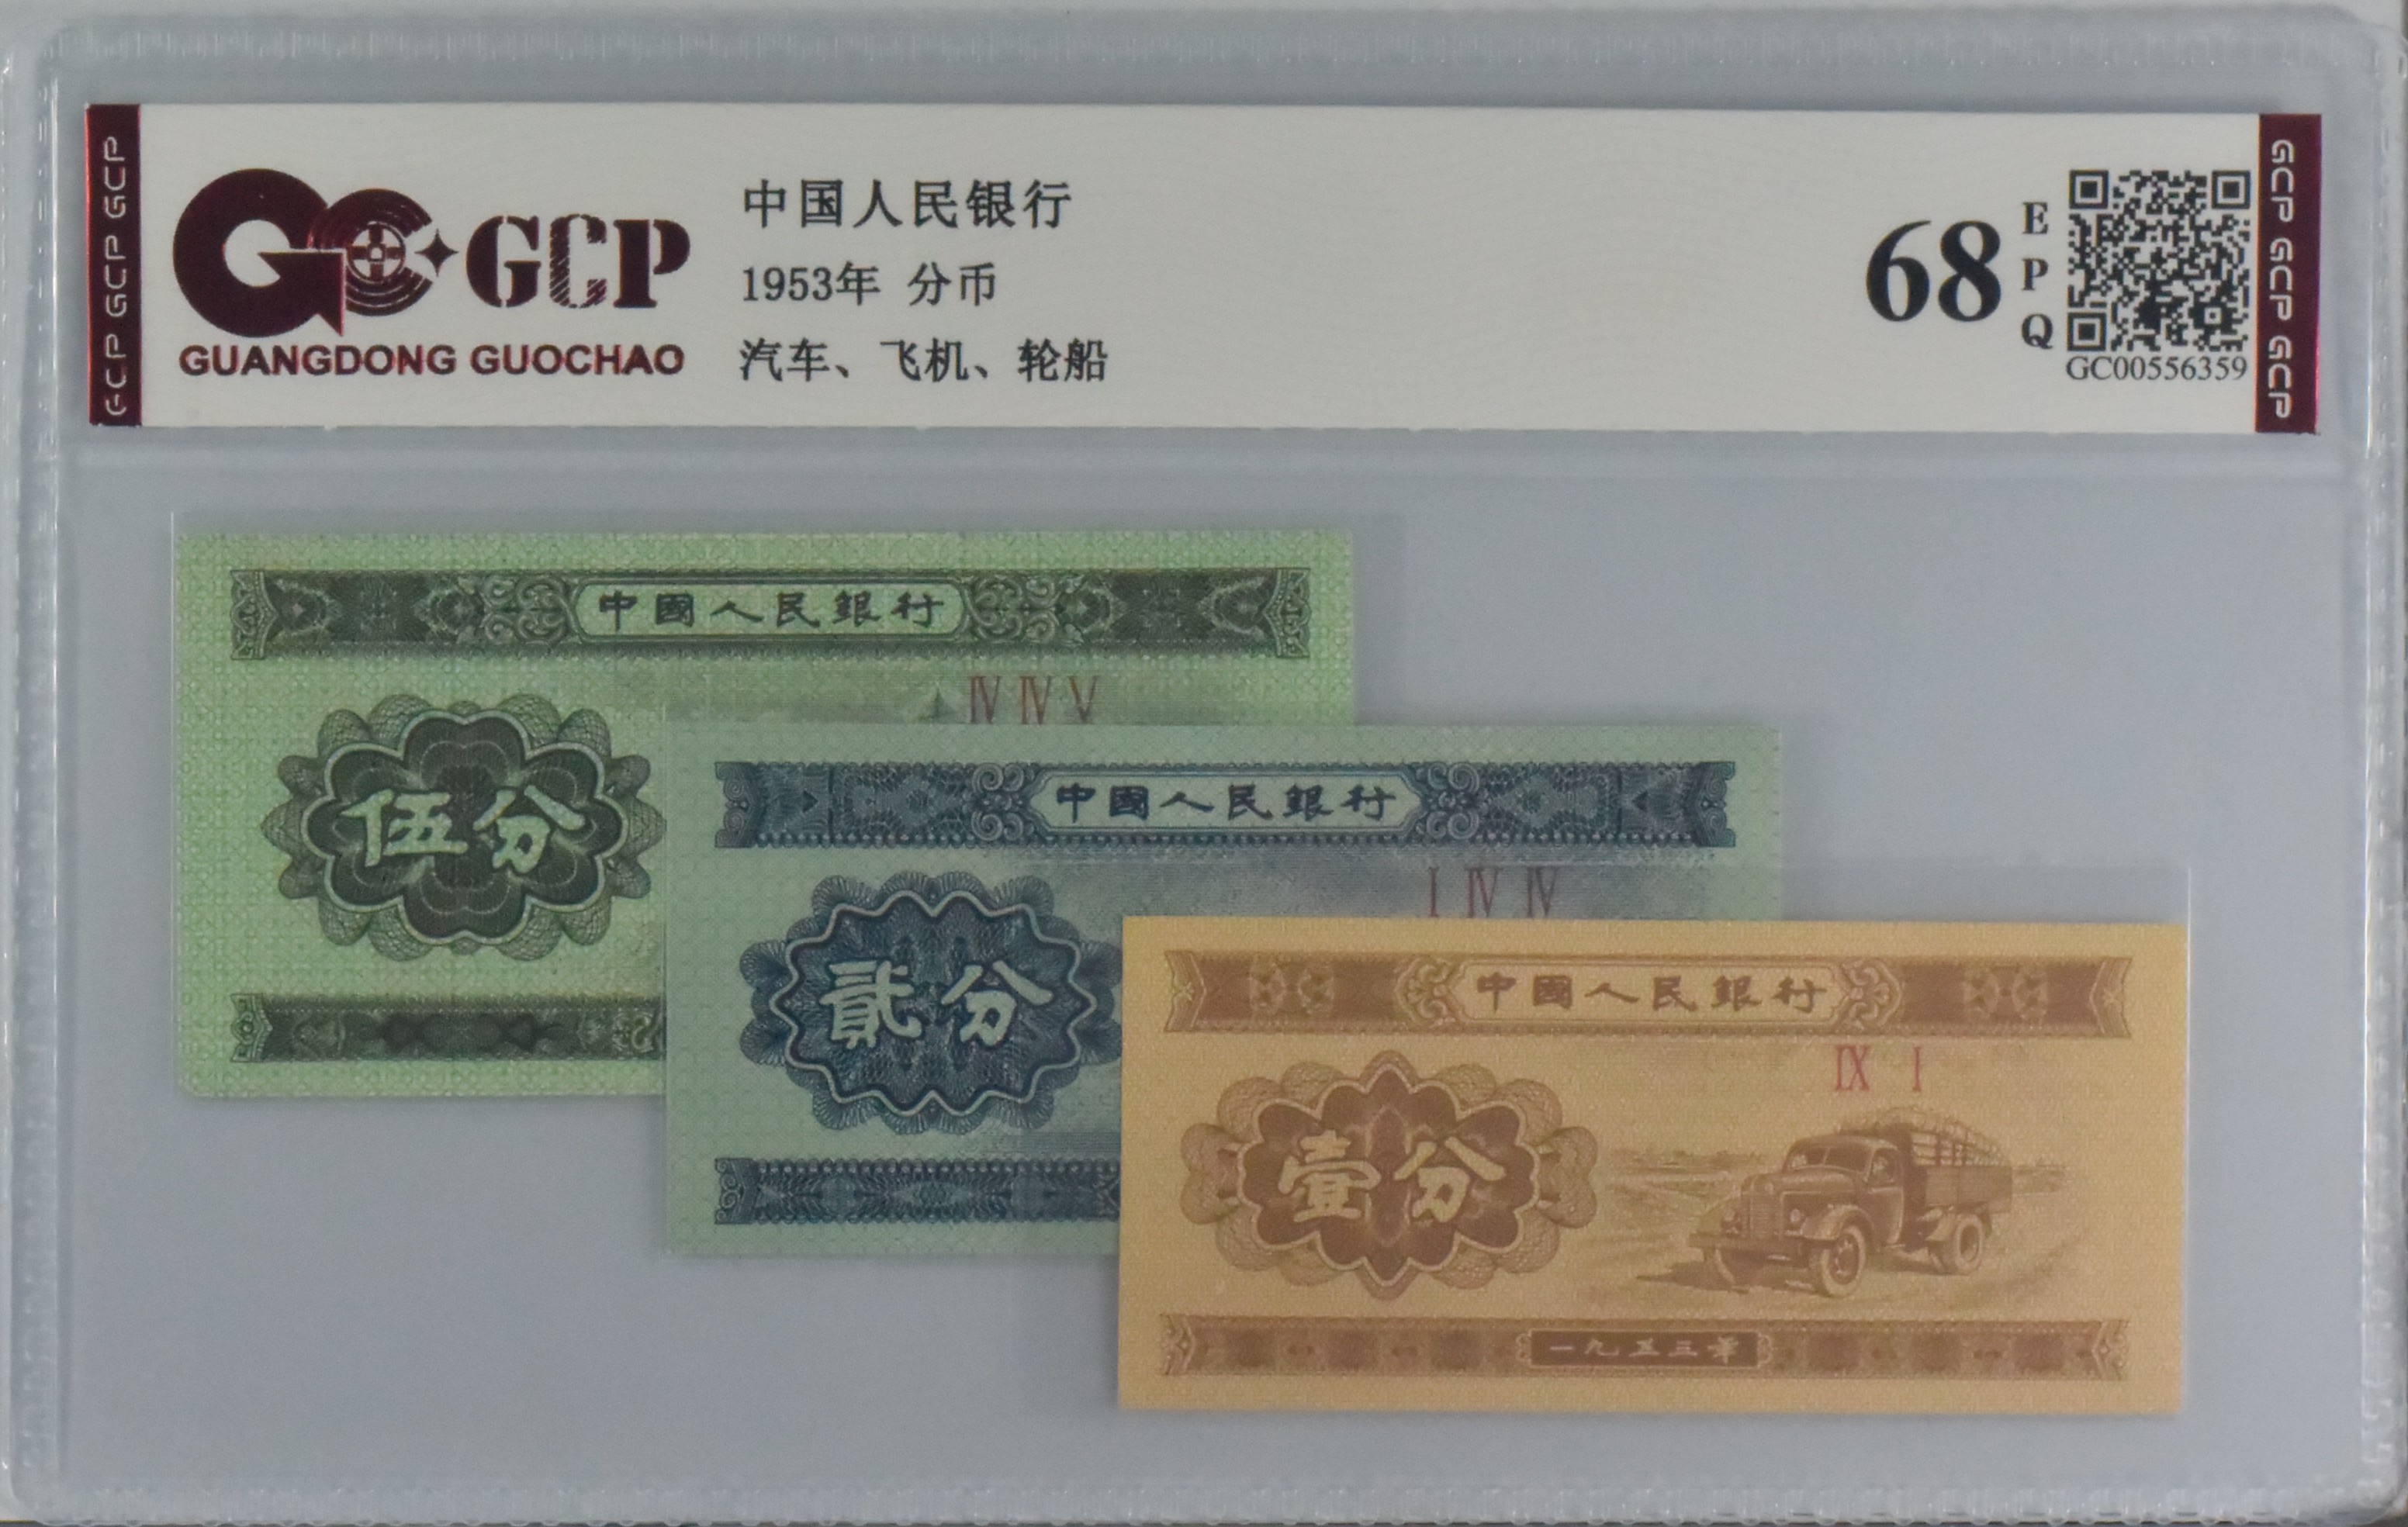 GCP GCP GCP
GCP
GUANGDONG GUOCHAO
中国人民银行
1953年 分币
汽车、飞机、轮船
68
EPQ
GC00556359
GCP GCP GCP
中國人民銀行
IV IV V
伍分
中國人民銀行
I IV IV
貳分
中國人民銀行
IX I
壹分
一九五三年